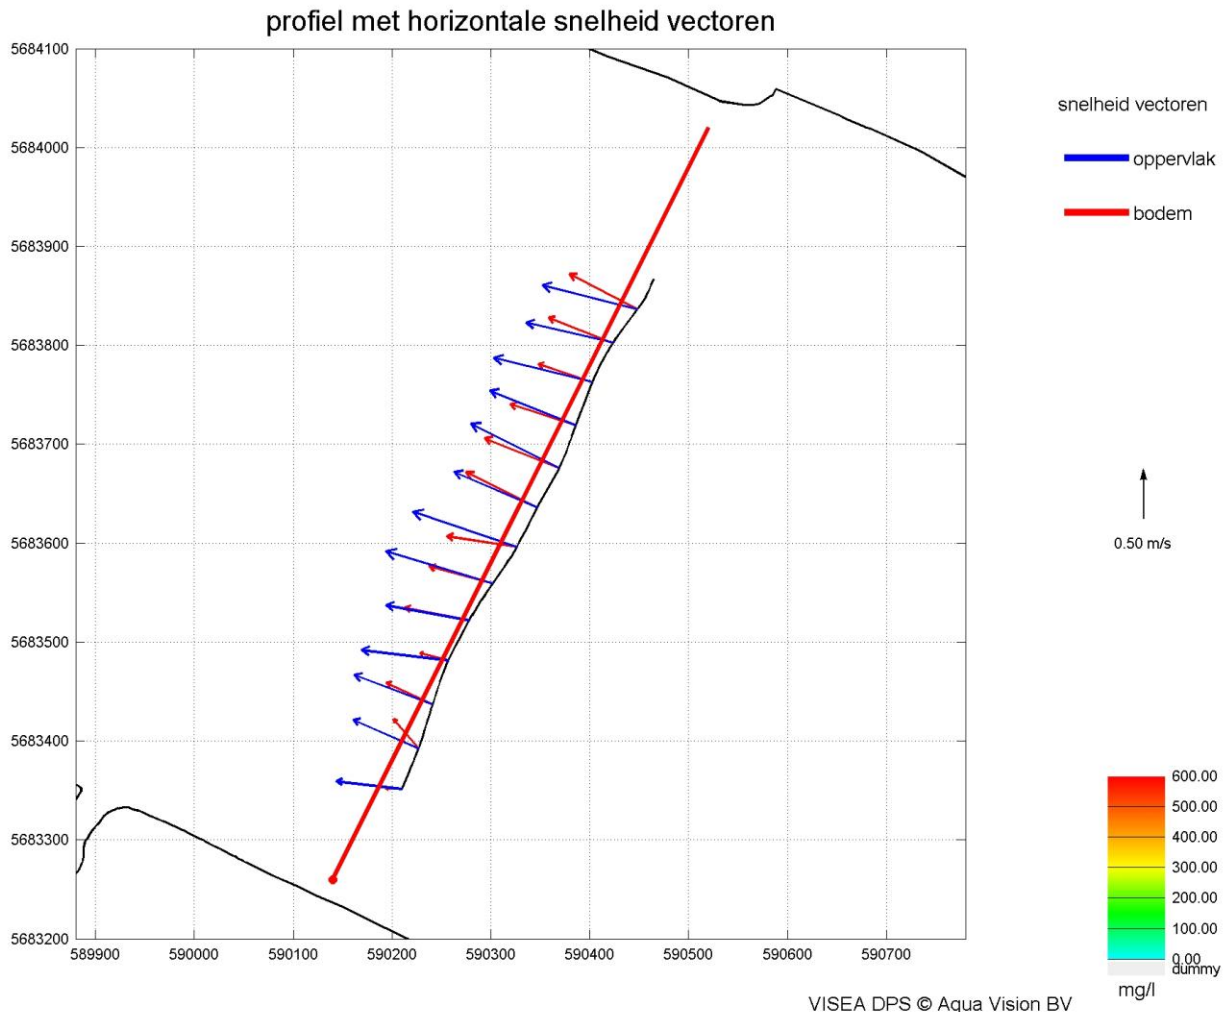 profiel met horizontale snelheid vectoren
5684100
5684000
5683900
5683800
5683700
5683600
5683500
5683400
5683300
5683200
589900 590000 590100 590200 590300 590400 590500 590600 590700
snelheid vectoren
oppervlak
bodem
0.50 m/s
600.00
500.00
400.00
300.00
200.00
100.00
0.00
dummy
mg/l
VISEA DPS © Aqua Vision BV